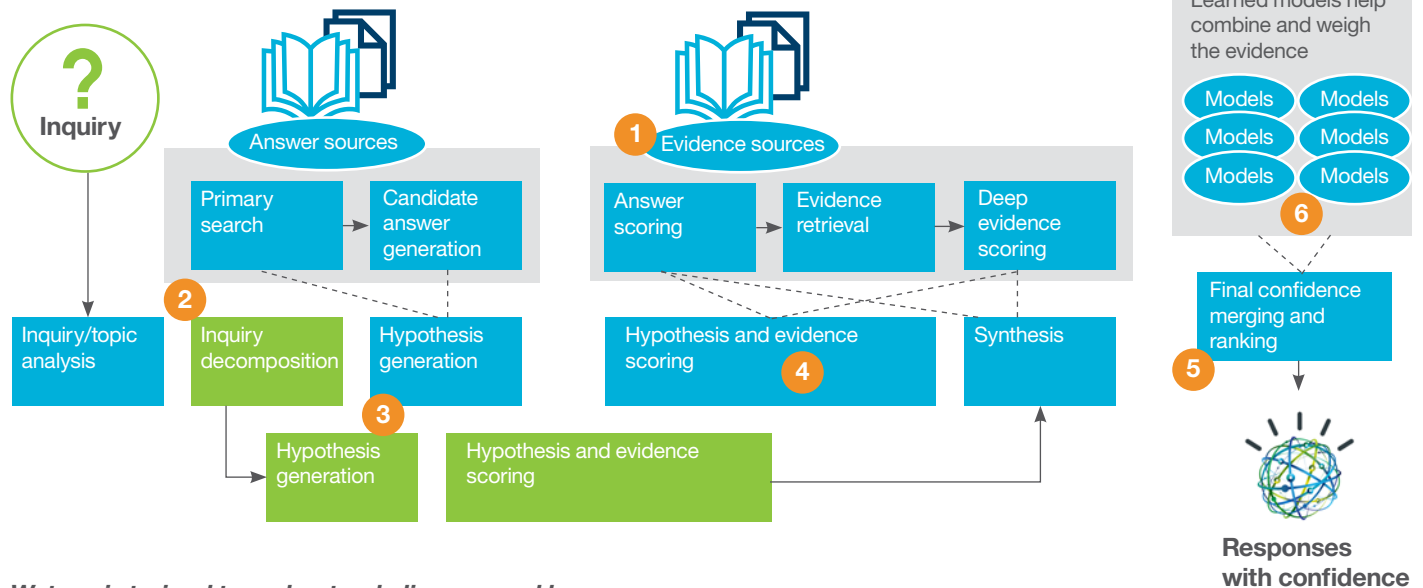 Learned models help
combine and weigh
the evidence
?
Inquiry
Answer sources
1
Evidence sources
Models
Models
Models
Models
Models
Models
6
Primary
search
Candidate
answer
generation
Answer
scoring
Evidence
retrieval
Deep
evidence
scoring
2
Inquiry/topic
analysis
Inquiry
decomposition
Hypothesis
generation
Hypothesis and evidence
scoring
4
Synthesis
Final confidence
merging and
ranking
5
3
Hypothesis
generation
Hypothesis and evidence
scoring
Responses
with confidence